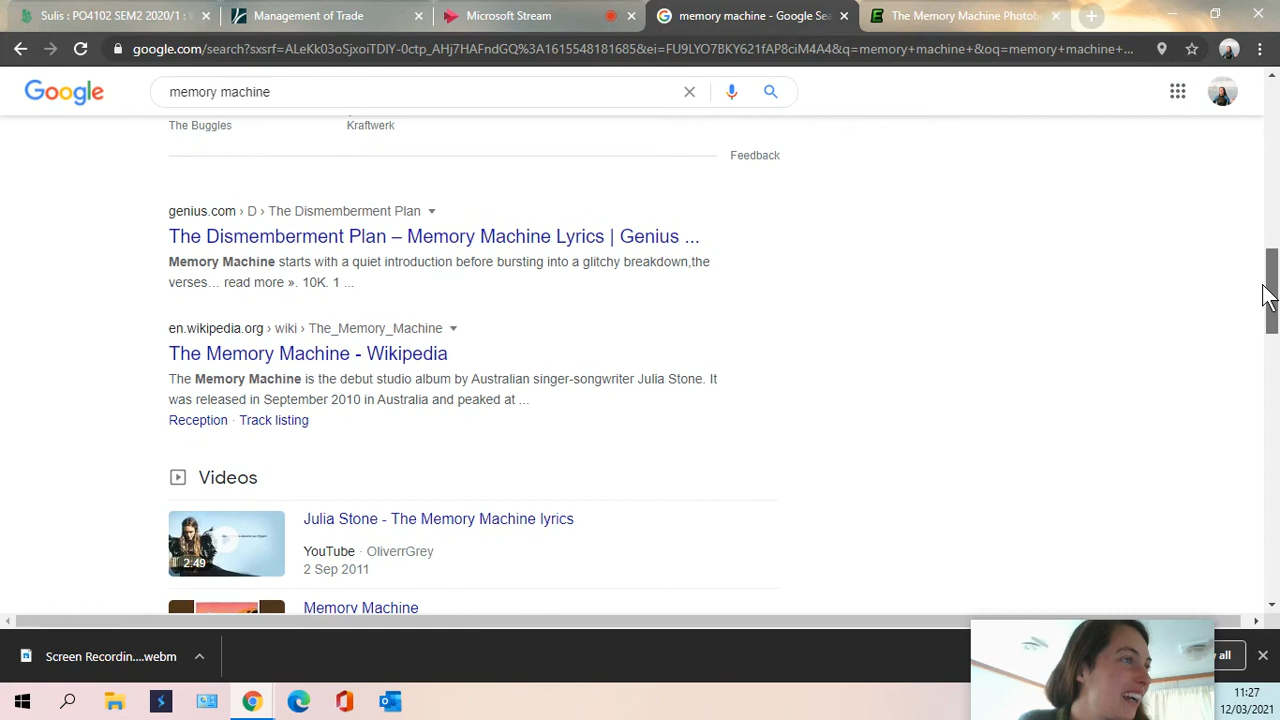 Sulis : PO4102 SEM2 2020/1 : W
Management of Trade
Microsoft Stream
memory machine - Google Sea
The Memory Machine Photob
google.com/search?sxsrf=ALeKk03oSjxoiTDlY-0ctp_AHj7HAFndGQ%3A1615548181685&ei=FU9LYO7BKY621fAP8ciM4A4&q=memory+machine+&oq=memory+machine+...
Google
memory machine
The Buggles
Kraftwerk
Feedback
genius.com › D › The Dismemberment Plan
The Dismemberment Plan – Memory Machine Lyrics | Genius ...
Memory Machine starts with a quiet introduction before bursting into a glitchy breakdown,the
verses... read more ». 10K. 1 ...
en.wikipedia.org › wiki › The_Memory_Machine
The Memory Machine - Wikipedia
The Memory Machine is the debut studio album by Australian singer-songwriter Julia Stone. It
was released in September 2010 in Australia and peaked at ...
Reception · Track listing
Videos
Julia Stone - The Memory Machine lyrics
YouTube · OliverrGrey
2 Sep 2011
2:49
Memory Machine
Screen Recordin....webm
all
11:27
12/03/2021